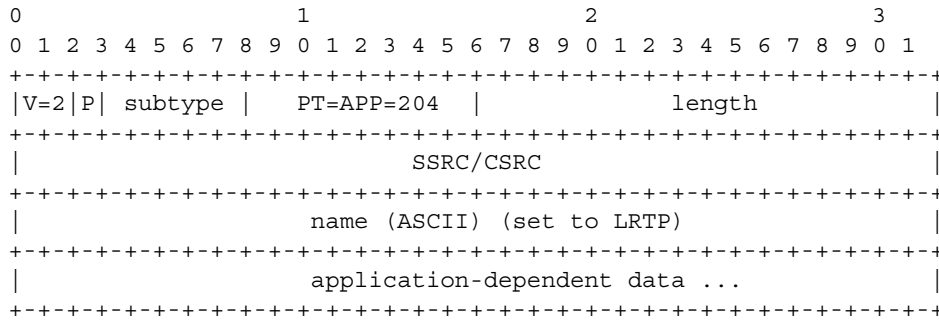 0                   1                   2                   3
0 1 2 3 4 5 6 7 8 9 0 1 2 3 4 5 6 7 8 9 0 1 2 3 4 5 6 7 8 9 0 1
+-+-+-+-+-+-+-+-+-+-+-+-+-+-+-+-+-+-+-+-+-+-+-+-+-+-+-+-+-+-+-+-+
|V=2|P| subtype |   PT=APP=204  |             length            |
+-+-+-+-+-+-+-+-+-+-+-+-+-+-+-+-+-+-+-+-+-+-+-+-+-+-+-+-+-+-+-+-+
|                           SSRC/CSRC                           |
+-+-+-+-+-+-+-+-+-+-+-+-+-+-+-+-+-+-+-+-+-+-+-+-+-+-+-+-+-+-+-+-+
|                    name (ASCII) (set to LRTP)                 |
+-+-+-+-+-+-+-+-+-+-+-+-+-+-+-+-+-+-+-+-+-+-+-+-+-+-+-+-+-+-+-+-+
|                    application-dependent data ...             |
+-+-+-+-+-+-+-+-+-+-+-+-+-+-+-+-+-+-+-+-+-+-+-+-+-+-+-+-+-+-+-+-+